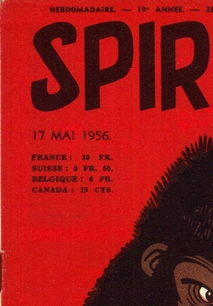 HEBDOMADAIRE. — 19e ANNEE. —
SPIR
17 MAI 1956.
FRANCE : 30 FR.
SUISSE : 0 FR. 50.
BELGIQUE : 6 FR.
CANADA : 15 CTS.